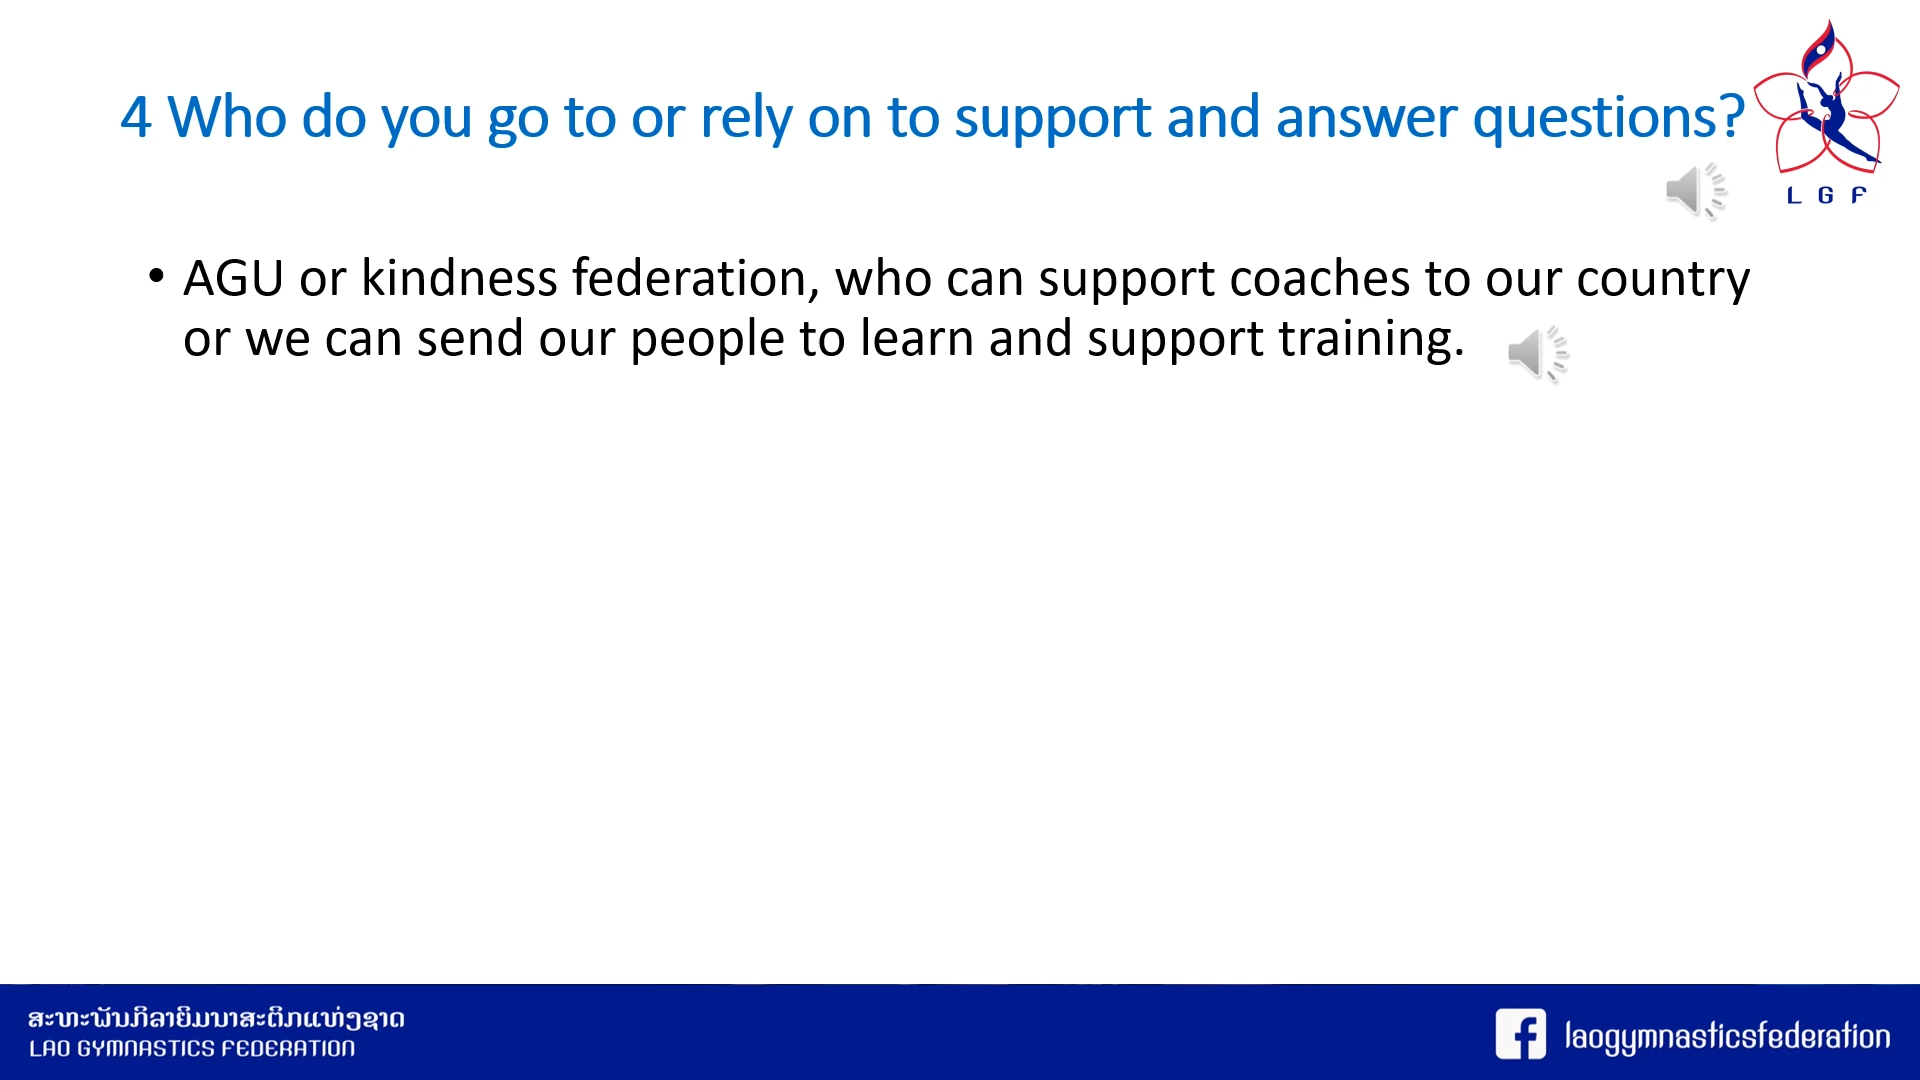 4 Who do you go to or rely on to support and answer questions?
L G F
• AGU or kindness federation, who can support coaches to our country
or we can send our people to learn and support training.
ສະຫະພັນກິລາຍິມນາສະຕິກແຫ່ງຊາດ
LAO GYMNASTICS FEDERATION
laogymnasticsfederation